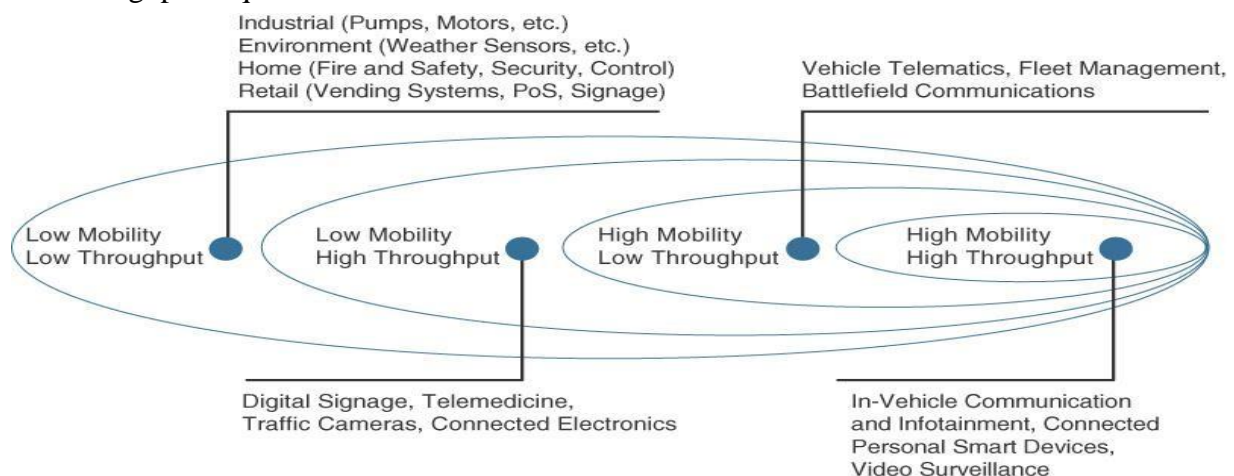 Industrial (Pumps, Motors, etc.)
Environment (Weather Sensors, etc.)
Home (Fire and Safety, Security, Control)
Retail (Vending Systems, PoS, Signage)
Vehicle Telematics, Fleet Management,
Battlefield Communications
Low Mobility
Low Throughput
Low Mobility
High Throughput
High Mobility
Low Throughput
High Mobility
High Throughput
Digital Signage, Telemedicine,
Traffic Cameras, Connected Electronics
In-Vehicle Communication
and Infotainment, Connected
Personal Smart Devices,
Video Surveillance